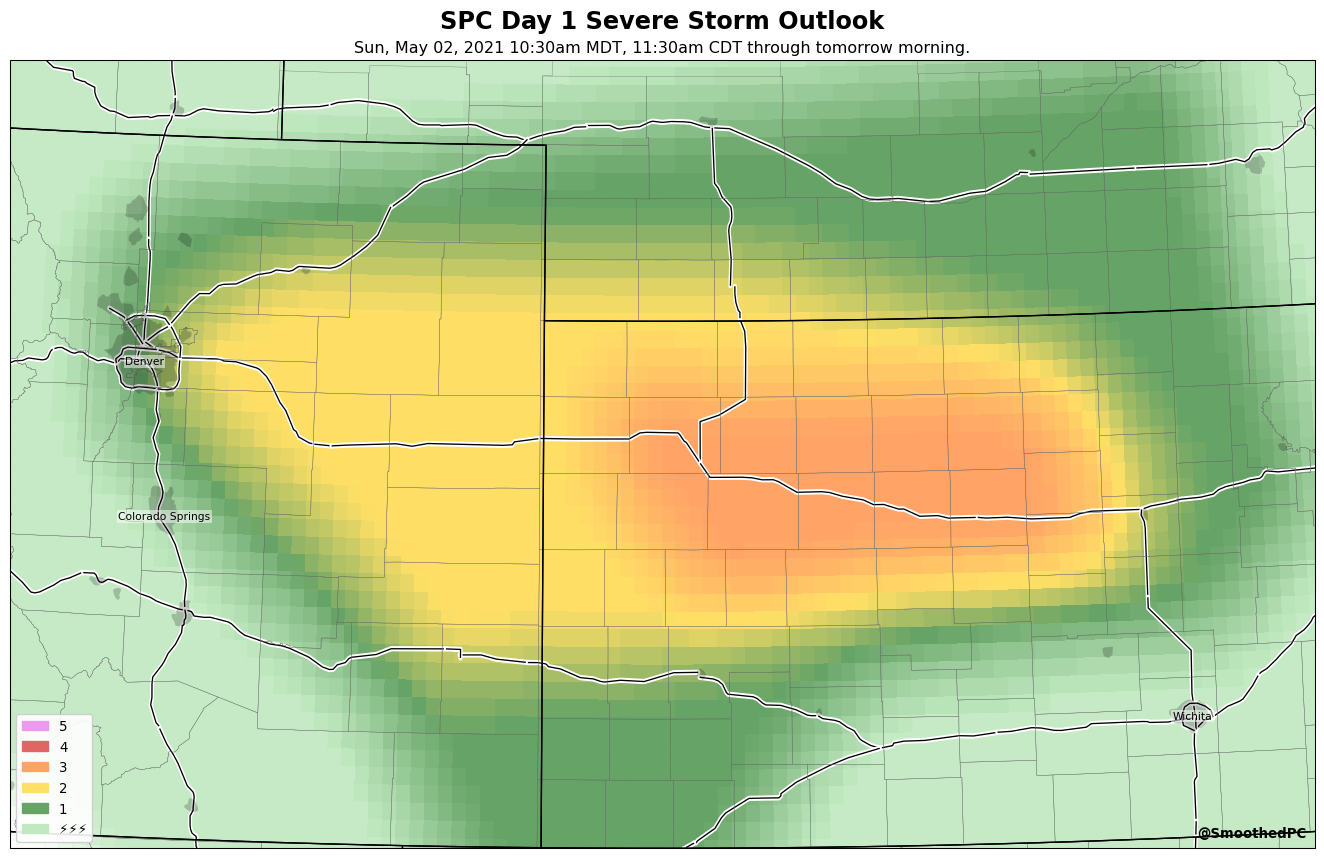 SPC Day 1 Severe Storm Outlook
Sun, May 02, 2021 10:30am MDT, 11:30am CDT through tomorrow morning.
Denver
Colorado Springs
Wichita
5
4
3
2
1
⚡⚡⚡
@SmoothedPC